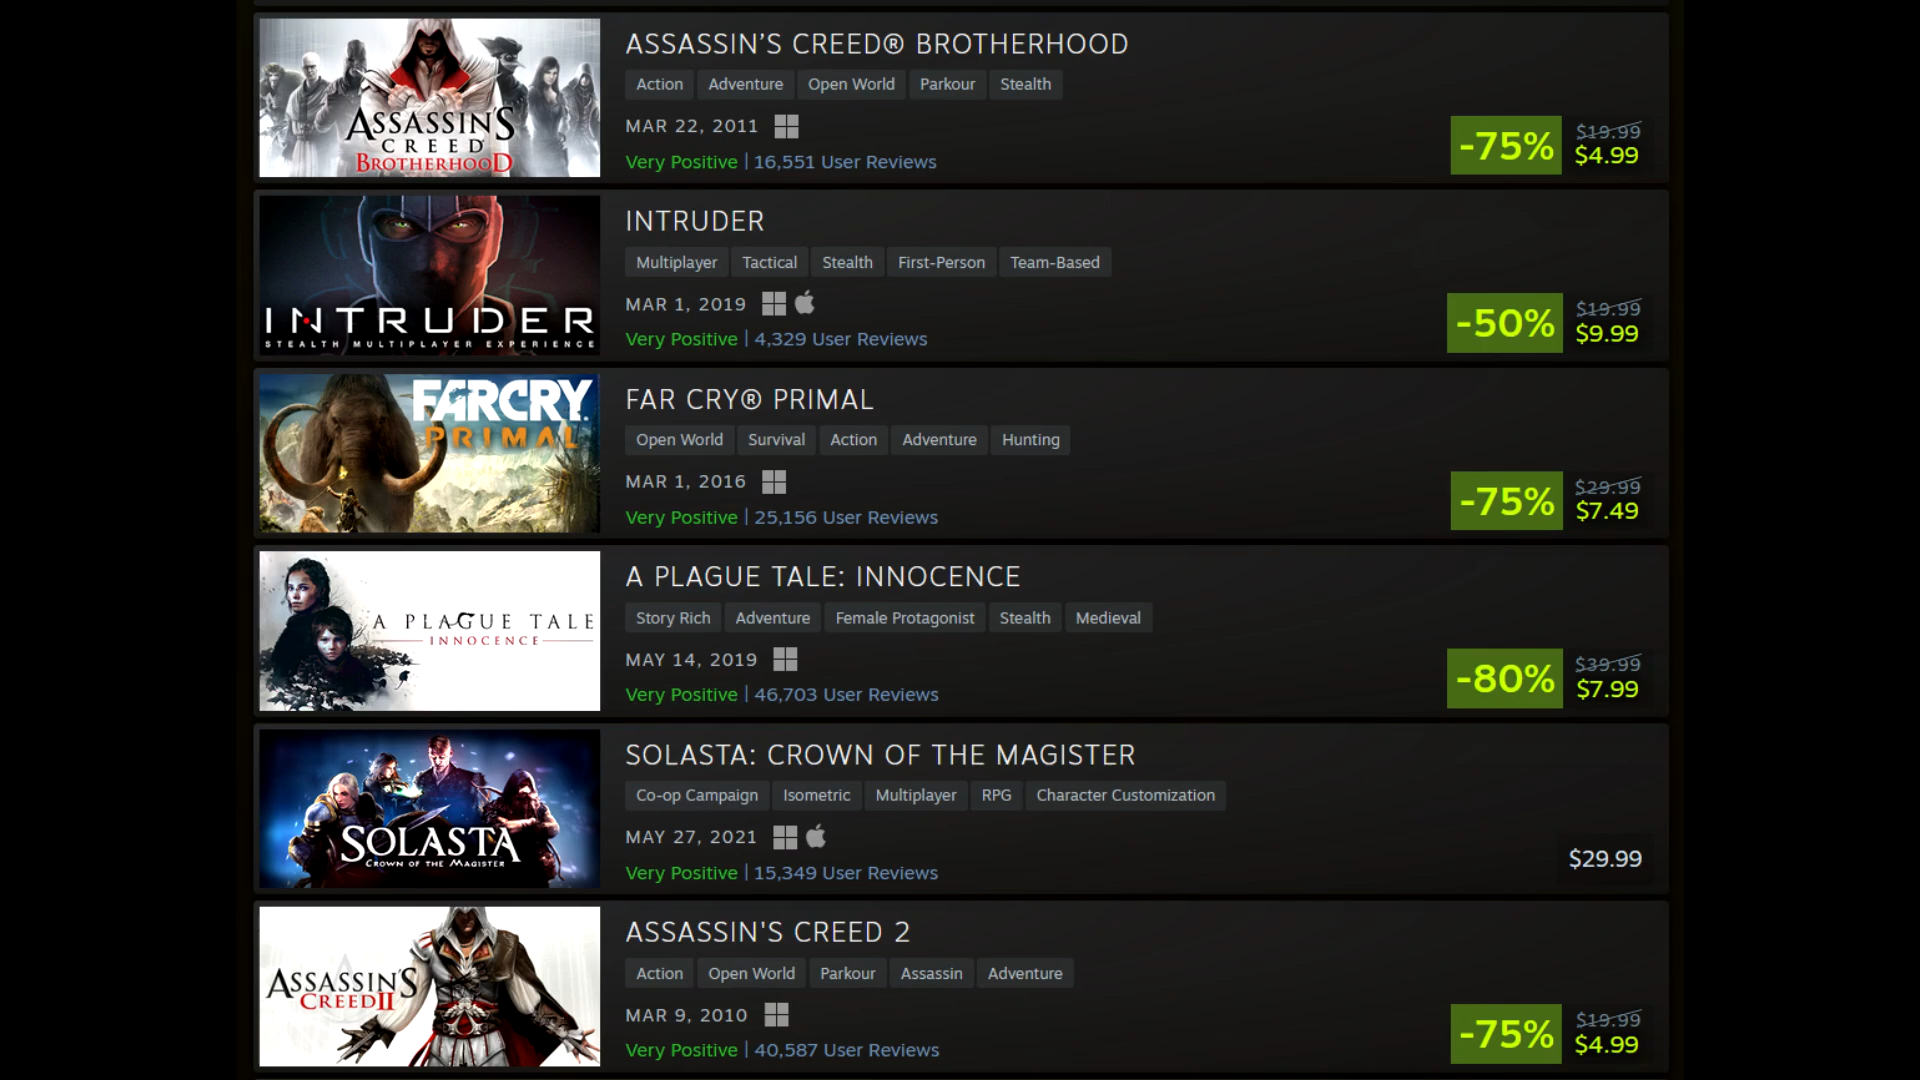 ASSASSIN'S CREED BROTHERHOOD
ASSASSIN’S CREED® BROTHERHOOD
Action Adventure Open World Parkour Stealth
MAR 22, 2011
Very Positive | 16,551 User Reviews
-75% $19.99 $4.99
INTRUDER
STEALTH MULTIPLAYER EXPERIENCE
INTRUDER
Multiplayer Tactical Stealth First-Person Team-Based
MAR 1, 2019
Very Positive | 4,329 User Reviews
-50% $19.99 $9.99
FARCRY
PRIMAL
FAR CRY® PRIMAL
Open World Survival Action Adventure Hunting
MAR 1, 2016
Very Positive | 25,156 User Reviews
-75% $29.99 $7.49
A PLAGUE TALE
INNOCENCE
A PLAGUE TALE: INNOCENCE
Story Rich Adventure Female Protagonist Stealth Medieval
MAY 14, 2019
Very Positive | 46,703 User Reviews
-80% $39.99 $7.99
SOLASTA
CROWN OF THE MAGISTER
SOLASTA: CROWN OF THE MAGISTER
Co-op Campaign Isometric Multiplayer RPG Character Customization
MAY 27, 2021
Very Positive | 15,349 User Reviews
$29.99
ASSASSIN'S
CREED II
ASSASSIN'S CREED 2
Action Open World Parkour Assassin Adventure
MAR 9, 2010
Very Positive | 40,587 User Reviews
-75% $19.99 $4.99